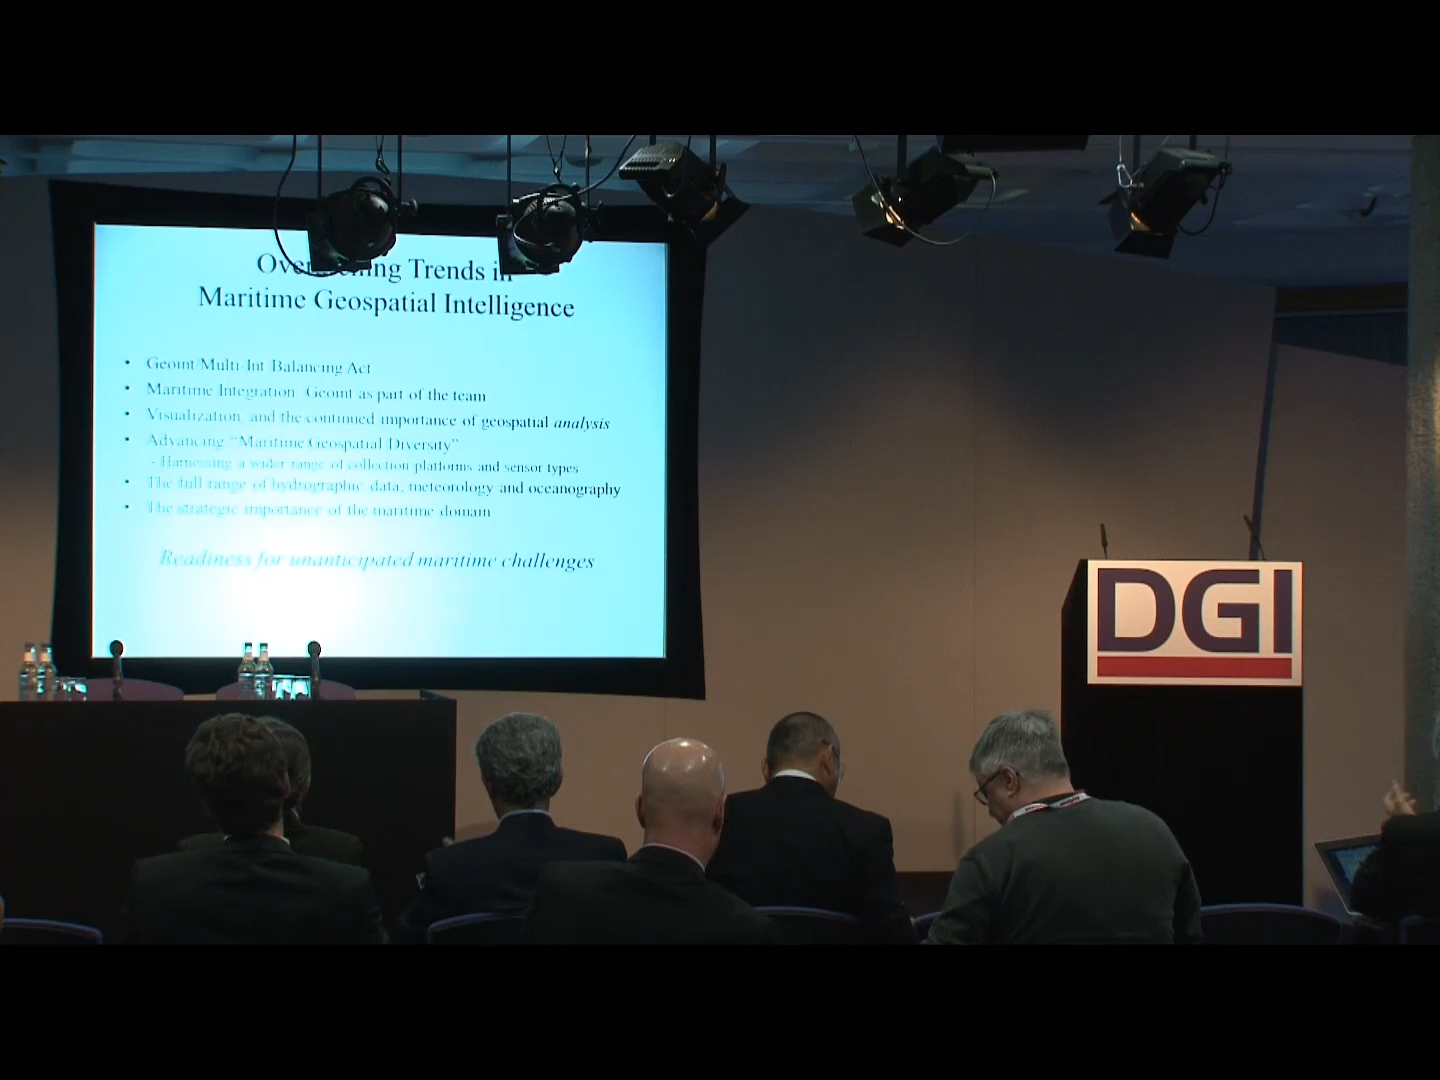 Trends in
Maritime Geospatial Intelligence
• Geoint/Multi-Int Balancing Act
• Maritime Integration: Geoint as part of the team
• Visualization, and the continued importance of geospatial analysis
• Advancing "Maritime Geospatial Diversity"
- Harnessing a wider range of collection platforms and sensor types
• The full range of hydrographic data, meteorology and oceanography
• The strategic importance of the maritime domain
Readiness for unanticipated maritime challenges
DGI